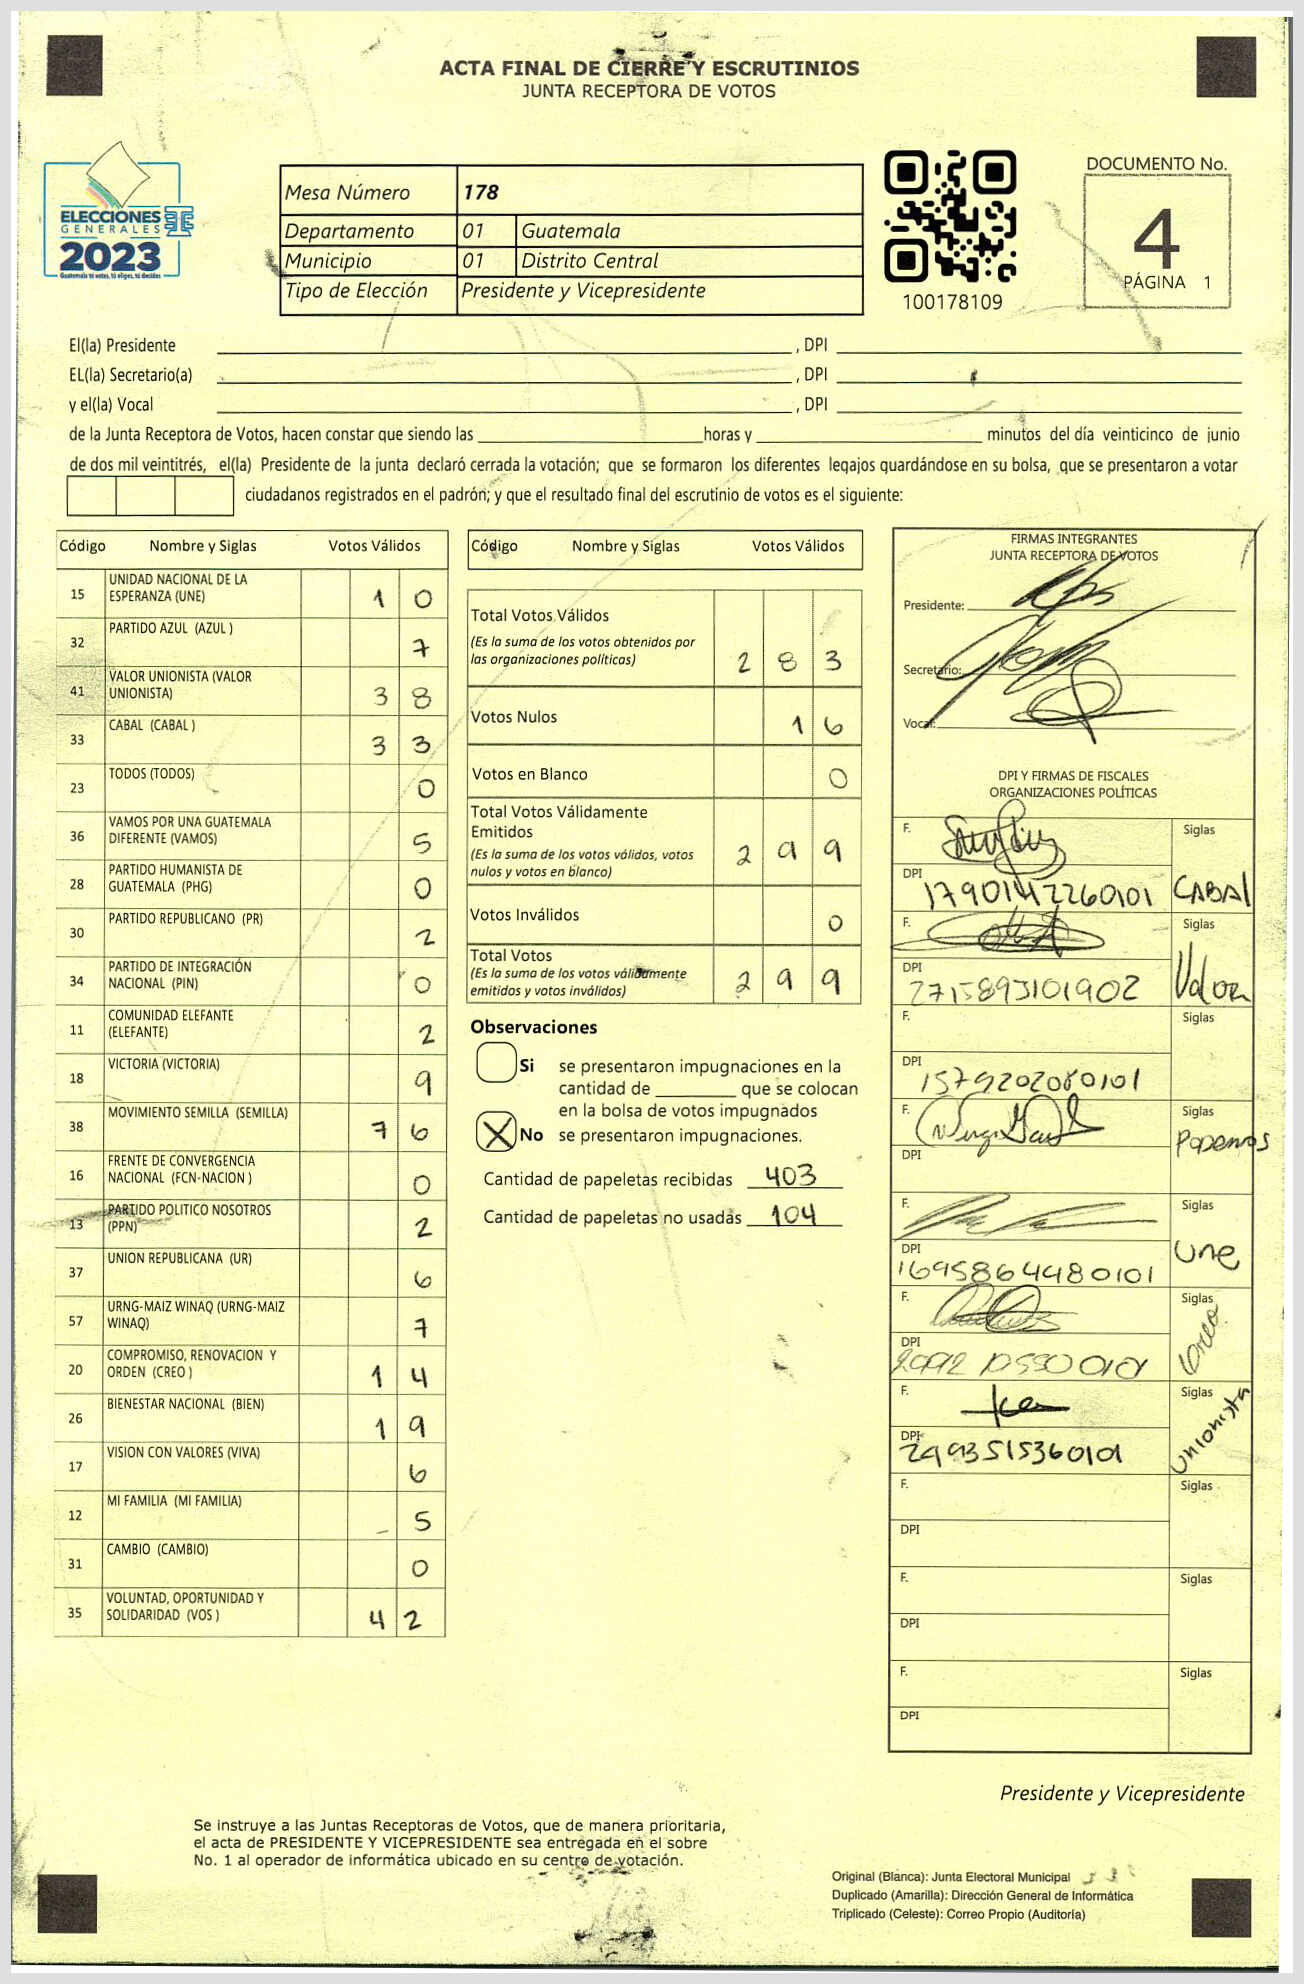 ACTA FINAL DE CIERRE Y ESCRUTINIOS
JUNTA RECEPTORA DE VOTOS
ELECCIONES
GENERALES
2023
Guatemala tú votas, tú eliges, tú decides
Mesa Número 178
Departamento 01 Guatemala
Municipio 01 Distrito Central
Tipo de Elección Presidente y Vicepresidente
100178109
DOCUMENTO No.
4
PÁGINA 1
El(la) Presidente , DPI
EL(la) Secretario(a) , DPI
y el(la) Vocal , DPI
de la Junta Receptora de Votos, hacen constar que siendo las horas y minutos del día veinticinco de junio
de dos mil veintitrés, el(la) Presidente de la junta declaró cerrada la votación; que se formaron los diferentes legajos guardándose en su bolsa, que se presentaron a votar
ciudadanos registrados en el padrón; y que el resultado final del escrutinio de votos es el siguiente:
Código Nombre y Siglas Votos Válidos
15 UNIDAD NACIONAL DE LA ESPERANZA (UNE) 10
32 PARTIDO AZUL (AZUL ) 7
41 VALOR UNIONISTA (VALOR UNIONISTA) 38
33 CABAL (CABAL ) 33
23 TODOS (TODOS) 0
36 VAMOS POR UNA GUATEMALA DIFERENTE (VAMOS) 5
28 PARTIDO HUMANISTA DE GUATEMALA (PHG) 0
30 PARTIDO REPUBLICANO (PR) 2
34 PARTIDO DE INTEGRACIÓN NACIONAL (PIN) 0
11 COMUNIDAD ELEFANTE (ELEFANTE) 2
18 VICTORIA (VICTORIA) 9
38 MOVIMIENTO SEMILLA (SEMILLA) 76
16 FRENTE DE CONVERGENCIA NACIONAL (FCN-NACION ) 0
13 PARTIDO POLITICO NOSOTROS (PPN) 2
37 UNION REPUBLICANA (UR) 6
57 URNG-MAIZ WINAQ (URNG-MAIZ WINAQ) 7
20 COMPROMISO, RENOVACION Y ORDEN (CREO ) 14
26 BIENESTAR NACIONAL (BIEN) 19
17 VISION CON VALORES (VIVA) 6
12 MI FAMILIA (MI FAMILIA) 5
31 CAMBIO (CAMBIO) 0
35 VOLUNTAD, OPORTUNIDAD Y SOLIDARIDAD (VOS ) 42
Código Nombre y Siglas Votos Válidos
Total Votos Válidos 283
(Es la suma de los votos obtenidos por
las organizaciones políticas)
Votos Nulos 16
Votos en Blanco 0
Total Votos Válidamente
Emitidos 299
(Es la suma de los votos válidos, votos
nulos y votos en blanco)
Votos Inválidos 0
Total Votos 299
(Es la suma de los votos válidamente
emitidos y votos inválidos)
Observaciones
Si se presentaron impugnaciones en la
cantidad de que se colocan
en la bolsa de votos impugnados
X No se presentaron impugnaciones.
Cantidad de papeletas recibidas 403
Cantidad de papeletas no usadas 104
FIRMAS INTEGRANTES
JUNTA RECEPTORA DE VOTOS
Presidente:
Secretario:
Vocal:
DPI Y FIRMAS DE FISCALES
ORGANIZACIONES POLÍTICAS
F. Siglas
DPI 1790142260101 CABAL
F. Siglas
DPI Valor
F. Siglas
DPI 1579202080101
F. Siglas
DPI Podemos
F. Siglas
DPI 1695864480101 Une
F. Siglas
DPI Creo
F. Siglas
DPI 2993515360101 Unionista
F. Siglas
DPI
F. Siglas
DPI
F. Siglas
DPI
Presidente y Vicepresidente
Se instruye a las Juntas Receptoras de Votos, que de manera prioritaria,
el acta de PRESIDENTE Y VICEPRESIDENTE sea entregada en el sobre
No. 1 al operador de informática ubicado en su centro de votación.
Original (Blanca): Junta Electoral Municipal
Duplicado (Amarilla): Dirección General de Informática
Triplicado (Celeste): Correo Propio (Auditoría)